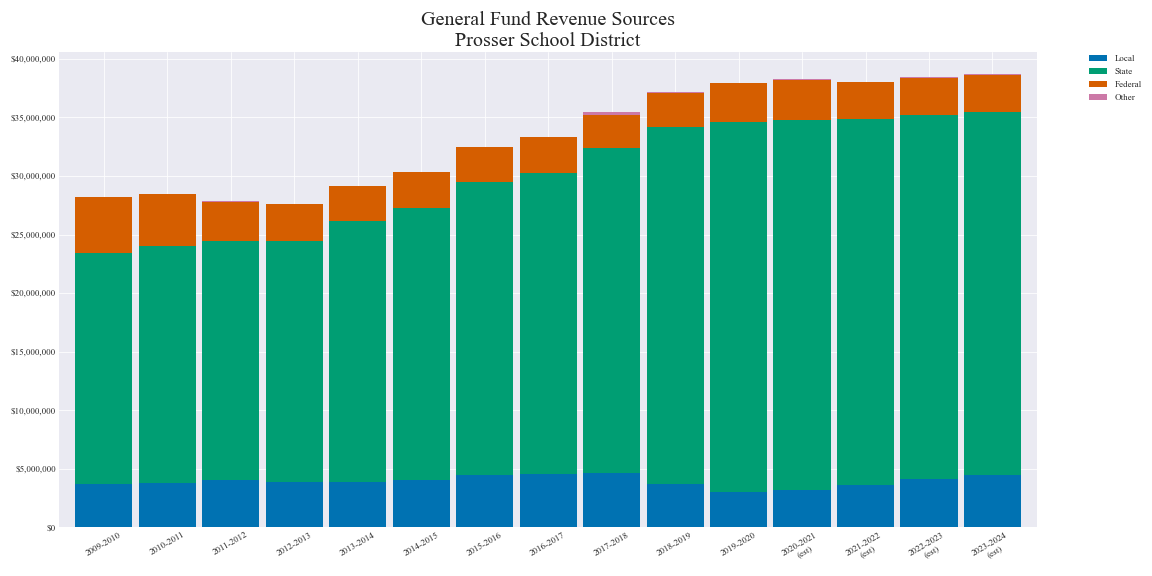 General Fund Revenue Sources
Prosser School District
$40,000,000
$35,000,000
$30,000,000
$25,000,000
$20,000,000
$15,000,000
$10,000,000
$5,000,000
$0
Local
State
Federal
Other
2009-2010
2010-2011
2011-2012
2012-2013
2013-2014
2014-2015
2015-2016
2016-2017
2017-2018
2018-2019
2019-2020
2020-2021
(est)
2021-2022
(est)
2022-2023
(est)
2023-2024
(est)